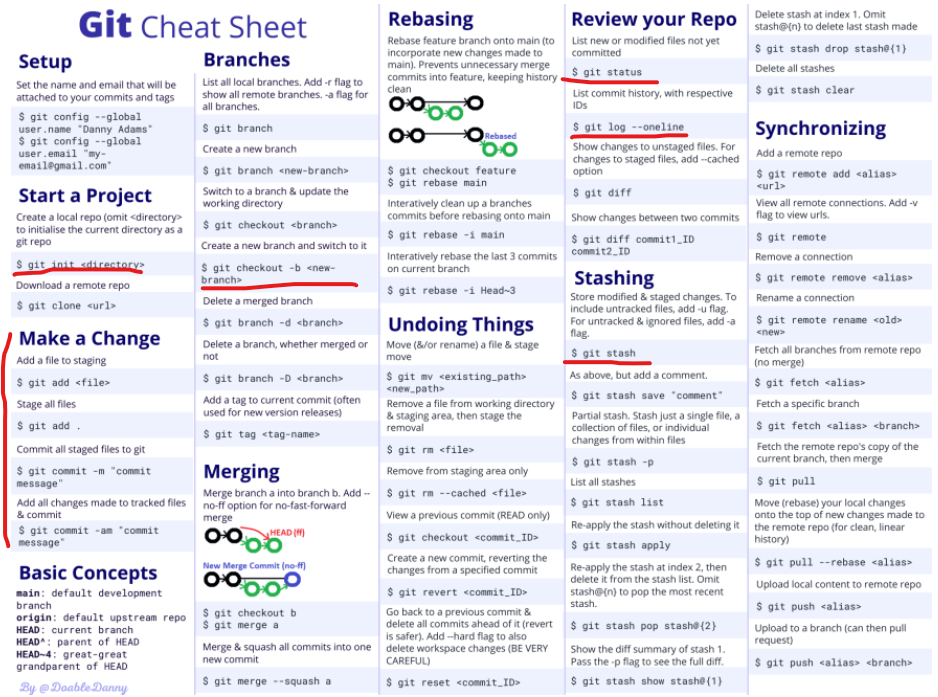 Git Cheat Sheet
Setup
Set the name and email that will be
attached to your commits and tags
$ git config --global
user.name "Danny Adams"
$ git config --global
user.email "my-
email@gmail.com"
Start a Project
Create a local repo (omit <directory>
to initialise the current directory as a
git repo
$ git init <directory>
Download a remote repo
$ git clone <url>
Make a Change
Add a file to staging
$ git add <file>
Stage all files
$ git add .
Commit all staged files to git
$ git commit -m "commit
message"
Add all changes made to tracked files
& commit
$ git commit -am "commit
message"
Basic Concepts
main: default development
branch
origin: default upstream repo
HEAD: current branch
HEAD^: parent of HEAD
HEAD~4: great-great
grandparent of HEAD
By @DoableDanny
Branches
List all local branches. Add -r flag to
show all remote branches. -a flag for
all branches.
$ git branch
Create a new branch
$ git branch <new-branch>
Switch to a branch & update the
working directory
$ git checkout <branch>
Create a new branch and switch to it
$ git checkout -b <new-
branch>
Delete a merged branch
$ git branch -d <branch>
Delete a branch, whether merged or
not
$ git branch -D <branch>
Add a tag to current commit (often
used for new version releases)
$ git tag <tag-name>
Merging
Merge branch a into branch b. Add --
no-ff option for no-fast-forward
merge
HEAD (ff)
New Merge Commit (no-ff)
$ git checkout b
$ git merge a
Merge & squash all commits into one
new commit
$ git merge --squash a
Rebasing
Rebase feature branch onto main (to
incorporate new changes made to
main). Prevents unnecessary merge
commits into feature, keeping history
clean
Rebased
$ git checkout feature
$ git rebase main
Interatively clean up a branches
commits before rebasing onto main
$ git rebase -i main
Interatively rebase the last 3 commits
on current branch
$ git rebase -i Head~3
Undoing Things
Move (&/or rename) a file & stage
move
$ git mv <existing_path>
<new_path>
Remove a file from working directory
& staging area, then stage the
removal
$ git rm <file>
Remove from staging area only
$ git rm --cached <file>
View a previous commit (READ only)
$ git checkout <commit_ID>
Create a new commit, reverting the
changes from a specified commit
$ git revert <commit_ID>
Go back to a previous commit &
delete all commits ahead of it (revert
is safer). Add --hard flag to also
delete workspace changes (BE VERY
CAREFUL)
$ git reset <commit_ID>
Review your Repo
List new or modified files not yet
committed
$ git status
List commit history, with respective
IDs
$ git log --oneline
Show changes to unstaged files. For
changes to staged files, add --cached
option
$ git diff
Show changes between two commits
$ git diff commit1_ID
commit2_ID
Stashing
Store modified & staged changes. To
include untracked files, add -u flag.
For untracked & ignored files, add -a
flag.
$ git stash
As above, but add a comment.
$ git stash save "comment"
Partial stash. Stash just a single file, a
collection of files, or individual
changes from within files
$ git stash -p
List all stashes
$ git stash list
Re-apply the stash without deleting it
$ git stash apply
Re-apply the stash at index 2, then
delete it from the stash list. Omit
stash@{n} to pop the most recent
stash.
$ git stash pop stash@{2}
Show the diff summary of stash 1.
Pass the -p flag to see the full diff.
$ git stash show stash@{1}
Delete stash at index 1. Omit
stash@{n} to delete last stash made
$ git stash drop stash@{1}
Delete all stashes
$ git stash clear
Synchronizing
Add a remote repo
$ git remote add <alias>
<url>
View all remote connections. Add -v
flag to view urls.
$ git remote
Remove a connection
$ git remote remove <alias>
Rename a connection
$ git remote rename <old>
<new>
Fetch all branches from remote repo
(no merge)
$ git fetch <alias>
Fetch a specific branch
$ git fetch <alias> <branch>
Fetch the remote repo's copy of the
current branch, then merge
$ git pull
Move (rebase) your local changes
onto the top of new changes made to
the remote repo (for clean, linear
history)
$ git pull --rebase <alias>
Upload local content to remote repo
$ git push <alias>
Upload to a branch (can then pull
request)
$ git push <alias> <branch>